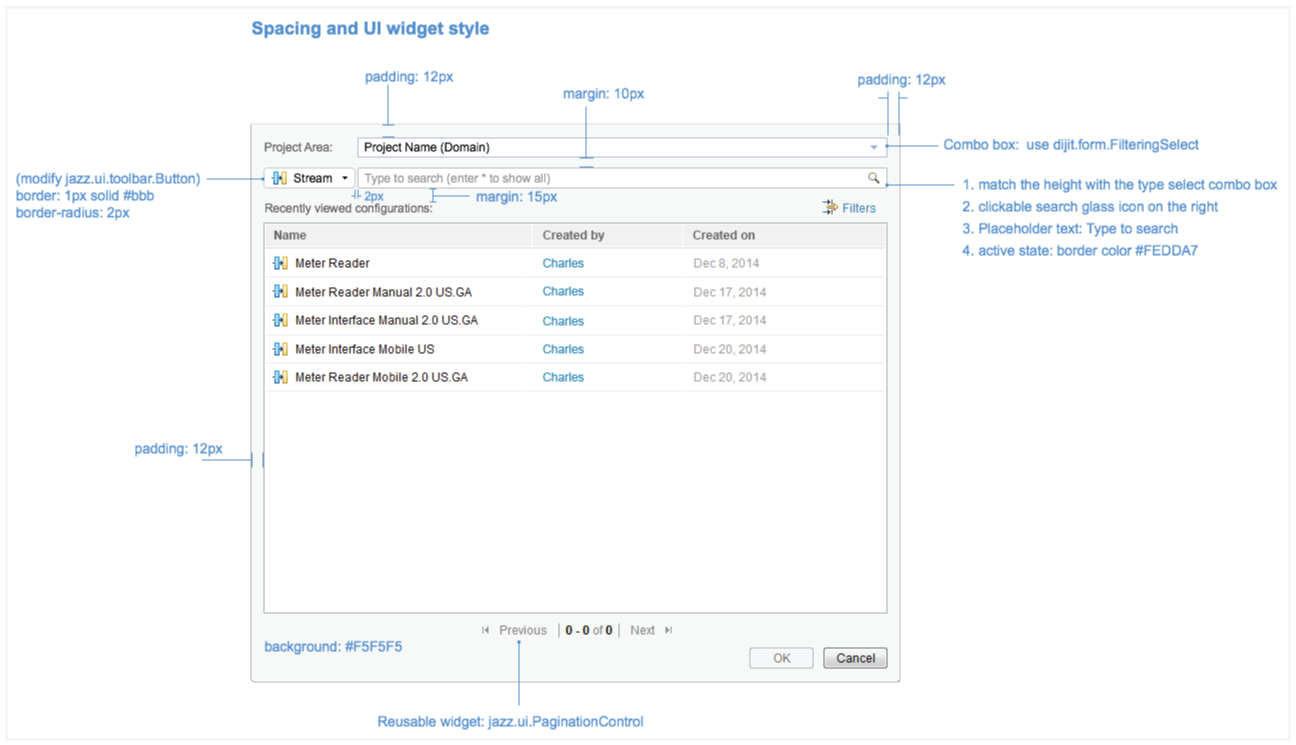 Spacing and UI widget style
padding: 12px
margin: 10px
padding: 12px
Project Area:
Project Name (Domain)
Combo box: use dijit.form.FilteringSelect
(modify jazz.ui.toolbar.Button)
border: 1px solid #bbb
border-radius: 2px
Stream
Type to search (enter * to show all)
2px
margin: 15px
1. match the height with the type select combo box
2. clickable search glass icon on the right
3. Placeholder text: Type to search
4. active state: border color #FEDDA7
Recently viewed configurations:
Filters
Name Created by Created on
Meter Reader Charles Dec 8, 2014
Meter Reader Manual 2.0 US.GA Charles Dec 17, 2014
Meter Interface Manual 2.0 US.GA Charles Dec 17, 2014
Meter Interface Mobile US Charles Dec 20, 2014
Meter Reader Mobile 2.0 US.GA Charles Dec 20, 2014
padding: 12px
Previous | 0 - 0 of 0 | Next
background: #F5F5F5
OK
Cancel
Reusable widget: jazz.ui.PaginationControl